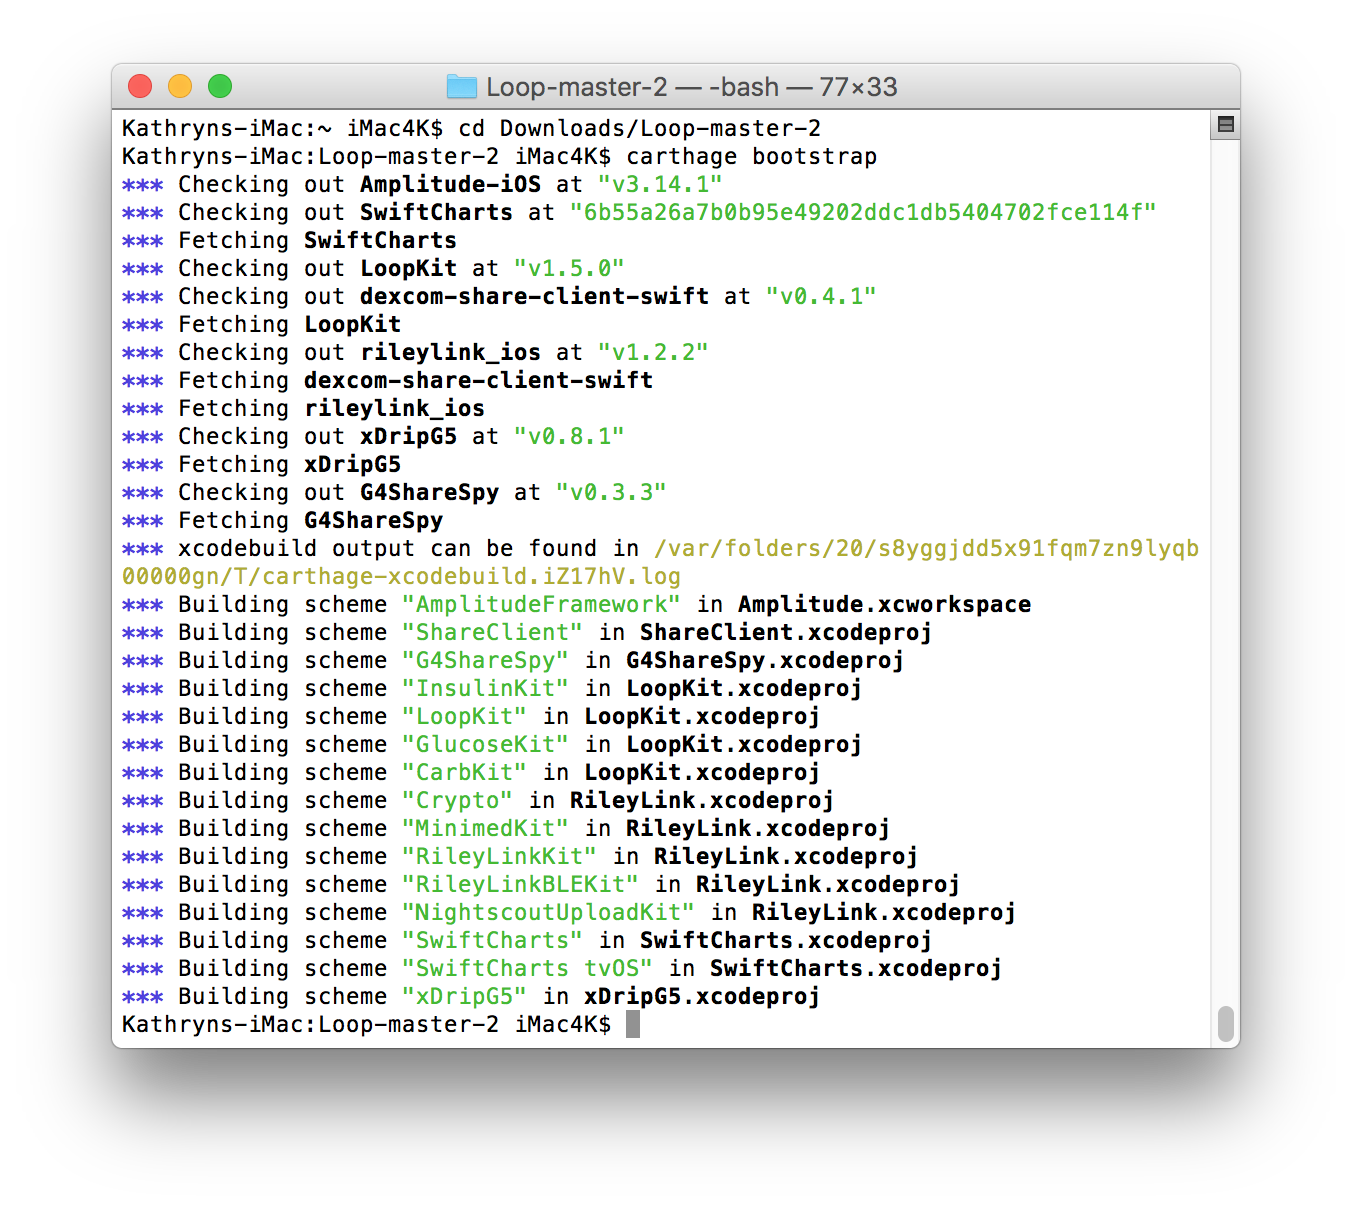 Loop-master-2 — -bash — 77×33
Kathryns-iMac:~ iMac4K$ cd Downloads/Loop-master-2
Kathryns-iMac:Loop-master-2 iMac4K$ carthage bootstrap
*** Checking out Amplitude-iOS at "v3.14.1"
*** Checking out SwiftCharts at "6b55a26a7b0b95e49202ddc1db5404702fce114f"
*** Fetching SwiftCharts
*** Checking out LoopKit at "v1.5.0"
*** Checking out dexcom-share-client-swift at "v0.4.1"
*** Fetching LoopKit
*** Checking out rileylink_ios at "v1.2.2"
*** Fetching dexcom-share-client-swift
*** Fetching rileylink_ios
*** Checking out xDripG5 at "v0.8.1"
*** Fetching xDripG5
*** Checking out G4ShareSpy at "v0.3.3"
*** Fetching G4ShareSpy
*** xcodebuild output can be found in /var/folders/20/s8yggjdd5x91fqm7zn9lyqb
00000gn/T/carthage-xcodebuild.iZ17hV.log
*** Building scheme "AmplitudeFramework" in Amplitude.xcworkspace
*** Building scheme "ShareClient" in ShareClient.xcodeproj
*** Building scheme "G4ShareSpy" in G4ShareSpy.xcodeproj
*** Building scheme "InsulinKit" in LoopKit.xcodeproj
*** Building scheme "LoopKit" in LoopKit.xcodeproj
*** Building scheme "GlucoseKit" in LoopKit.xcodeproj
*** Building scheme "CarbKit" in LoopKit.xcodeproj
*** Building scheme "Crypto" in RileyLink.xcodeproj
*** Building scheme "MinimedKit" in RileyLink.xcodeproj
*** Building scheme "RileyLinkKit" in RileyLink.xcodeproj
*** Building scheme "RileyLinkBLEKit" in RileyLink.xcodeproj
*** Building scheme "NightscoutUploadKit" in RileyLink.xcodeproj
*** Building scheme "SwiftCharts" in SwiftCharts.xcodeproj
*** Building scheme "SwiftCharts tvOS" in SwiftCharts.xcodeproj
*** Building scheme "xDripG5" in xDripG5.xcodeproj
Kathryns-iMac:Loop-master-2 iMac4K$